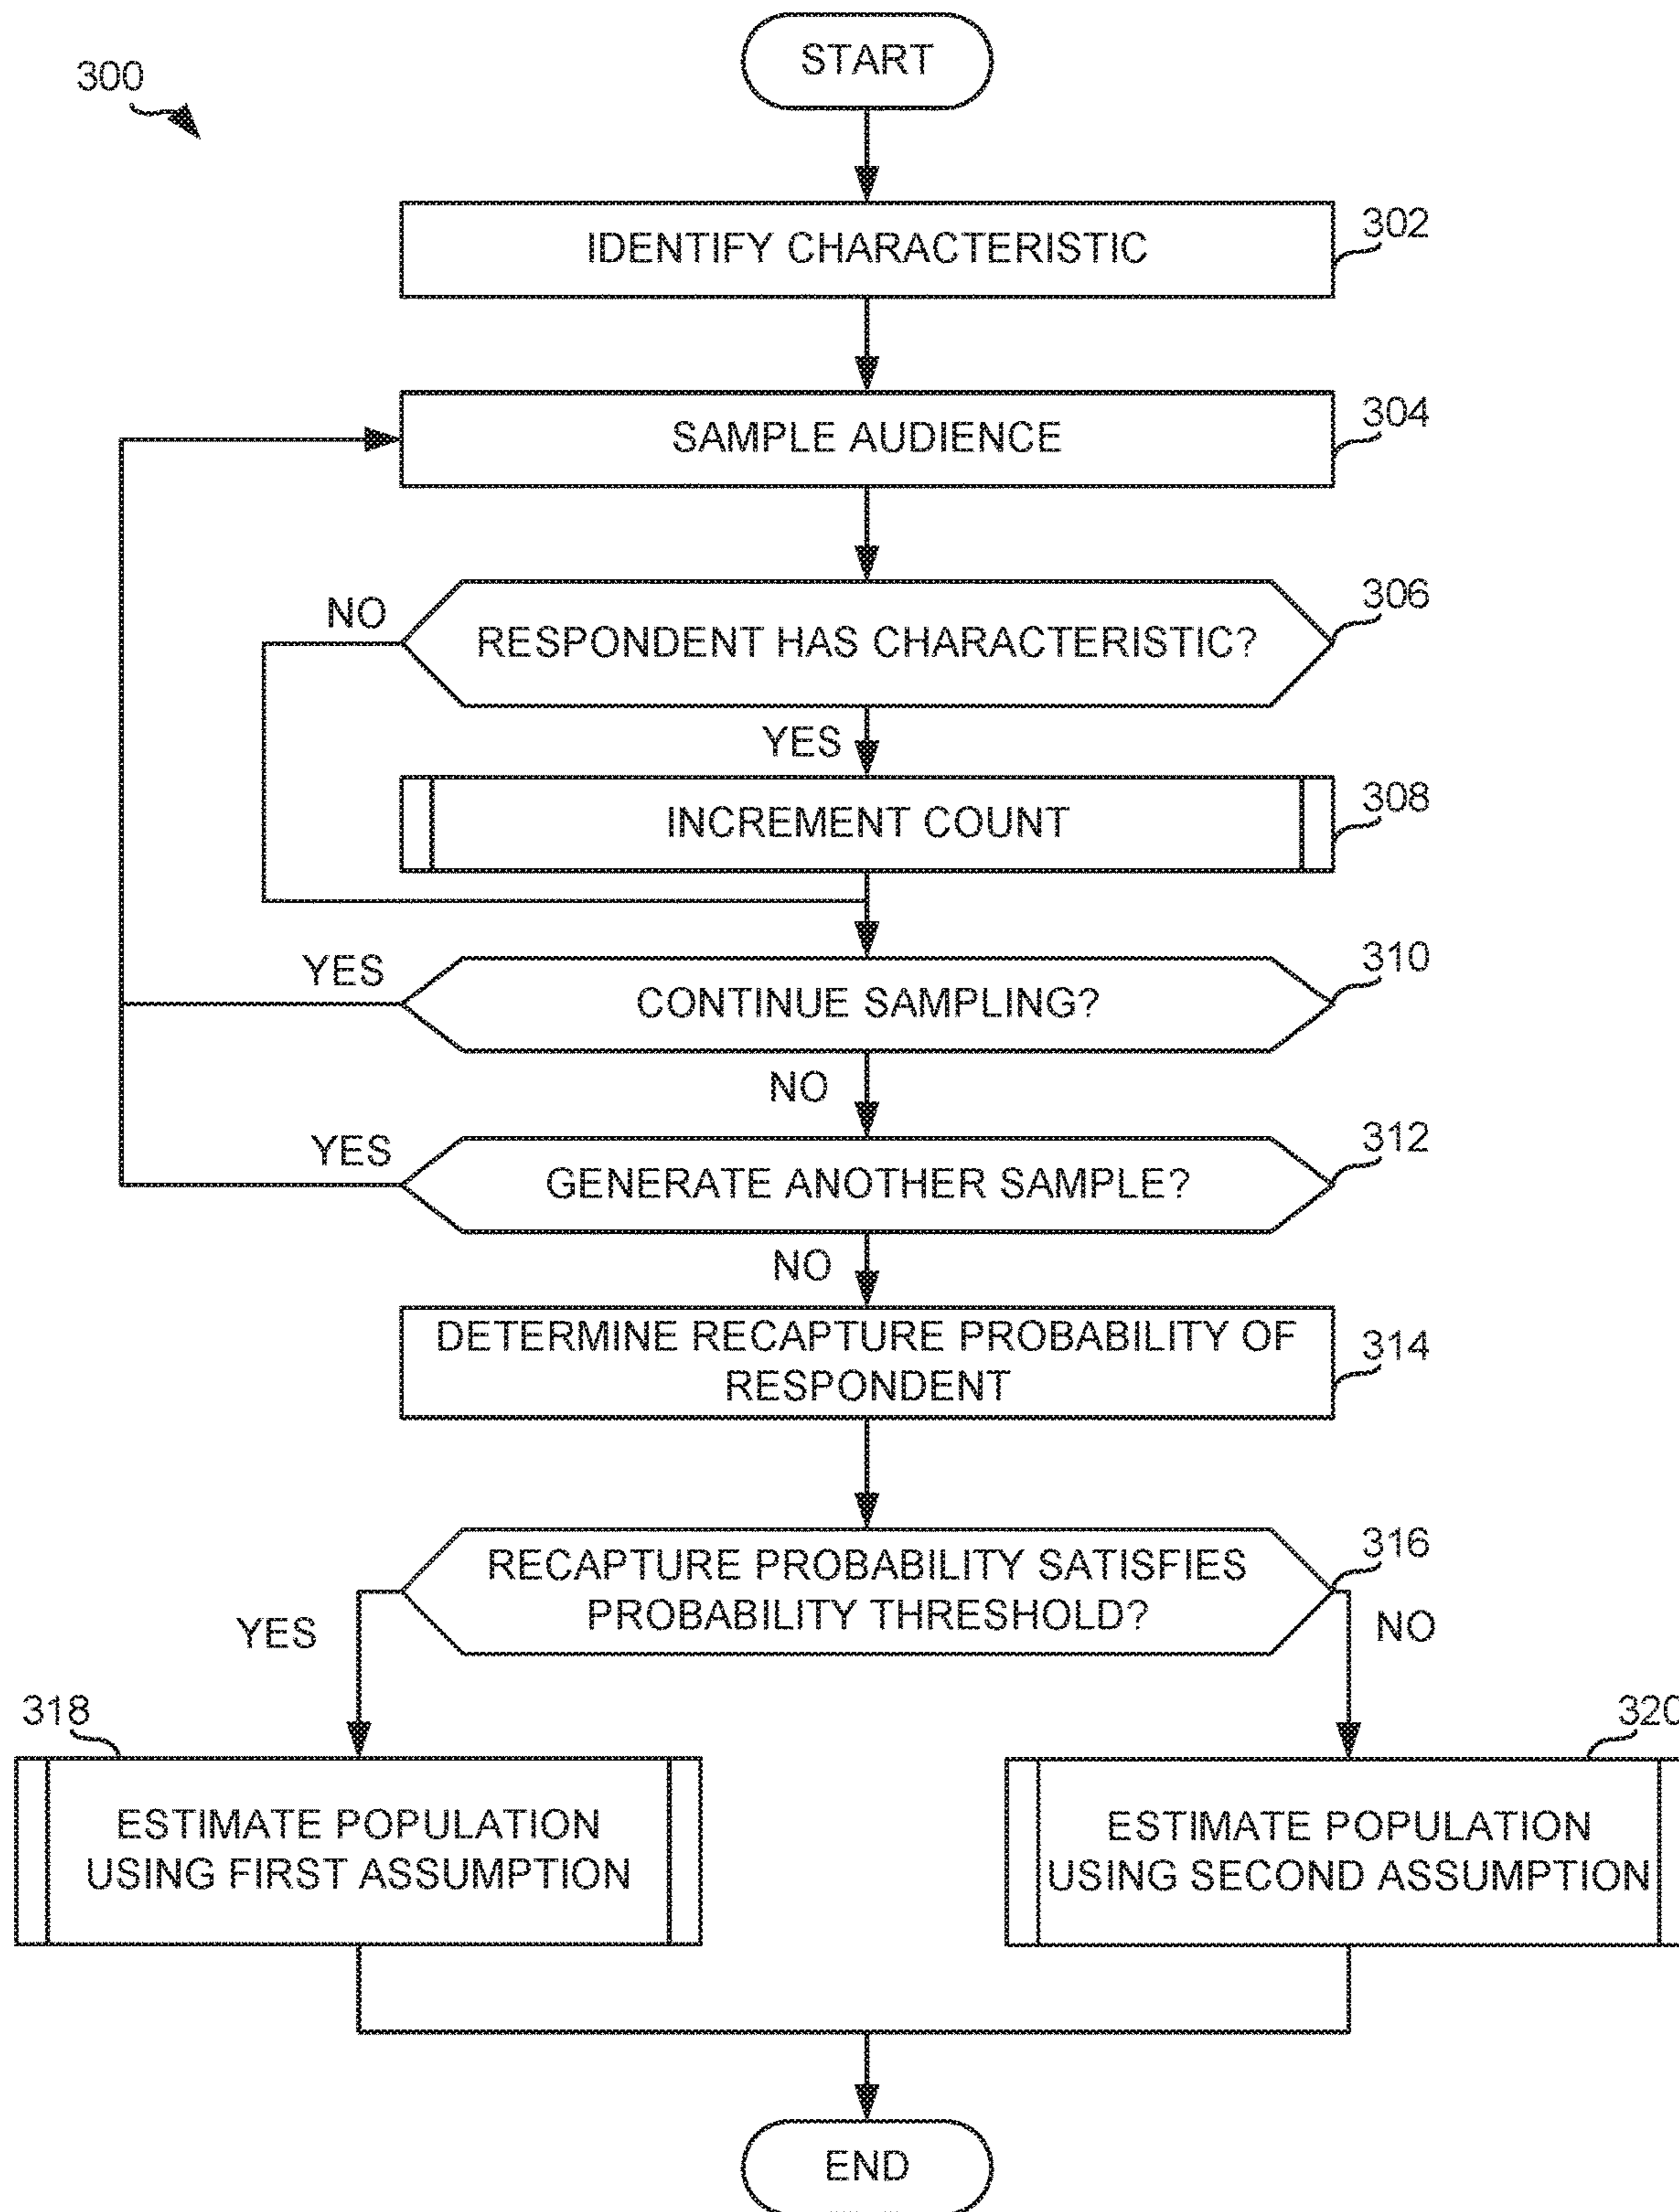 START
300
IDENTIFY CHARACTERISTIC
302
SAMPLE AUDIENCE
304
RESPONDENT HAS CHARACTERISTIC?
306
NO
YES
INCREMENT COUNT
308
CONTINUE SAMPLING?
310
YES
NO
GENERATE ANOTHER SAMPLE?
312
YES
NO
DETERMINE RECAPTURE PROBABILITY OF
RESPONDENT
314
RECAPTURE PROBABILITY SATISFIES
PROBABILITY THRESHOLD?
316
YES
NO
318
ESTIMATE POPULATION
USING FIRST ASSUMPTION
320
ESTIMATE POPULATION
USING SECOND ASSUMPTION
END